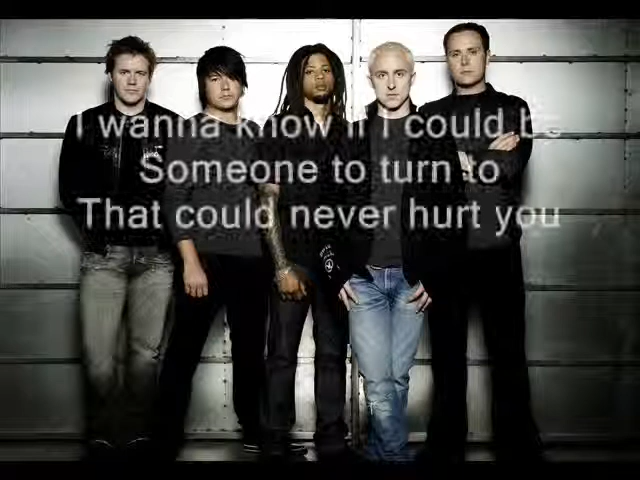 I wanna know if I could be
Someone to turn to
That could never hurt you